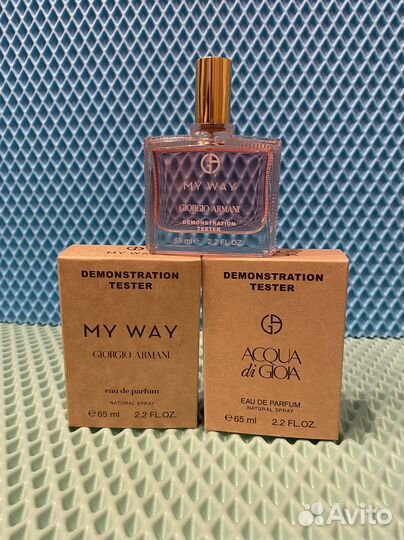 MY WAY
GIORGIO ARMANI
DEMONSTRATION
TESTER
65 ml e 2.2 FL.OZ.
MY WAY
DEMONSTRATION
TESTER
MY WAY
GIORGIO ARMANI
eau de parfum
NATURAL SPRAY
e 65 ml 2.2 FL.OZ.
DEMONSTRATION
TESTER
ACQUA
di GIOIA
EAU DE PARFUM
NATURAL SPRAY
e 65 ml 2.2 FL.OZ.
Avito